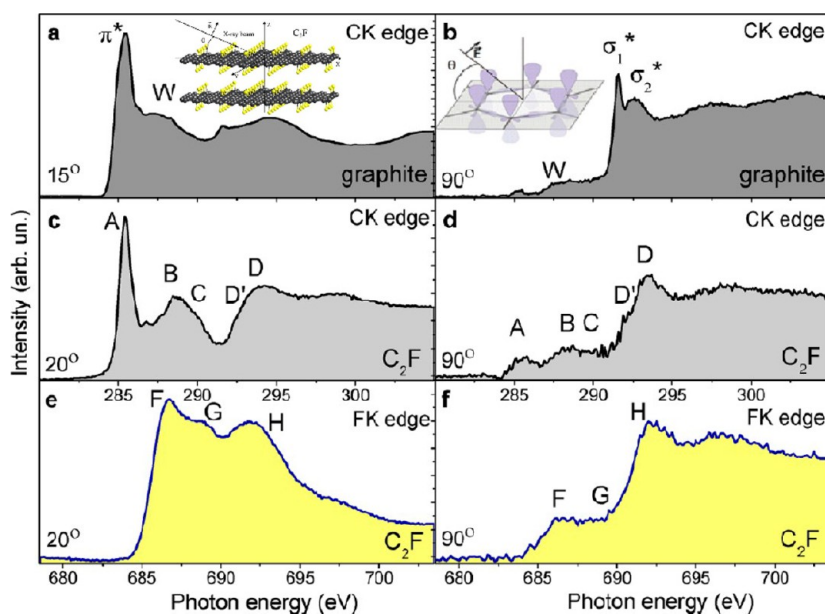 a
π*
W
X-ray beam
C₂F
CK edge
15°
graphite
b
θ
E
σ₁*
σ₂*
CK edge
W
90°
graphite
Intensity (arb. un.)
c
CK edge
A
B
C
D'
D
20°
C₂F
285 290 295 300
d
CK edge
A
B
C
D'
D
90°
C₂F
285 290 295 300
e
FK edge
F
G
H
20°
C₂F
680 685 690 695 700
Photon energy (eV)
f
FK edge
F
G
H
90°
C₂F
680 685 690 695 700
Photon energy (eV)